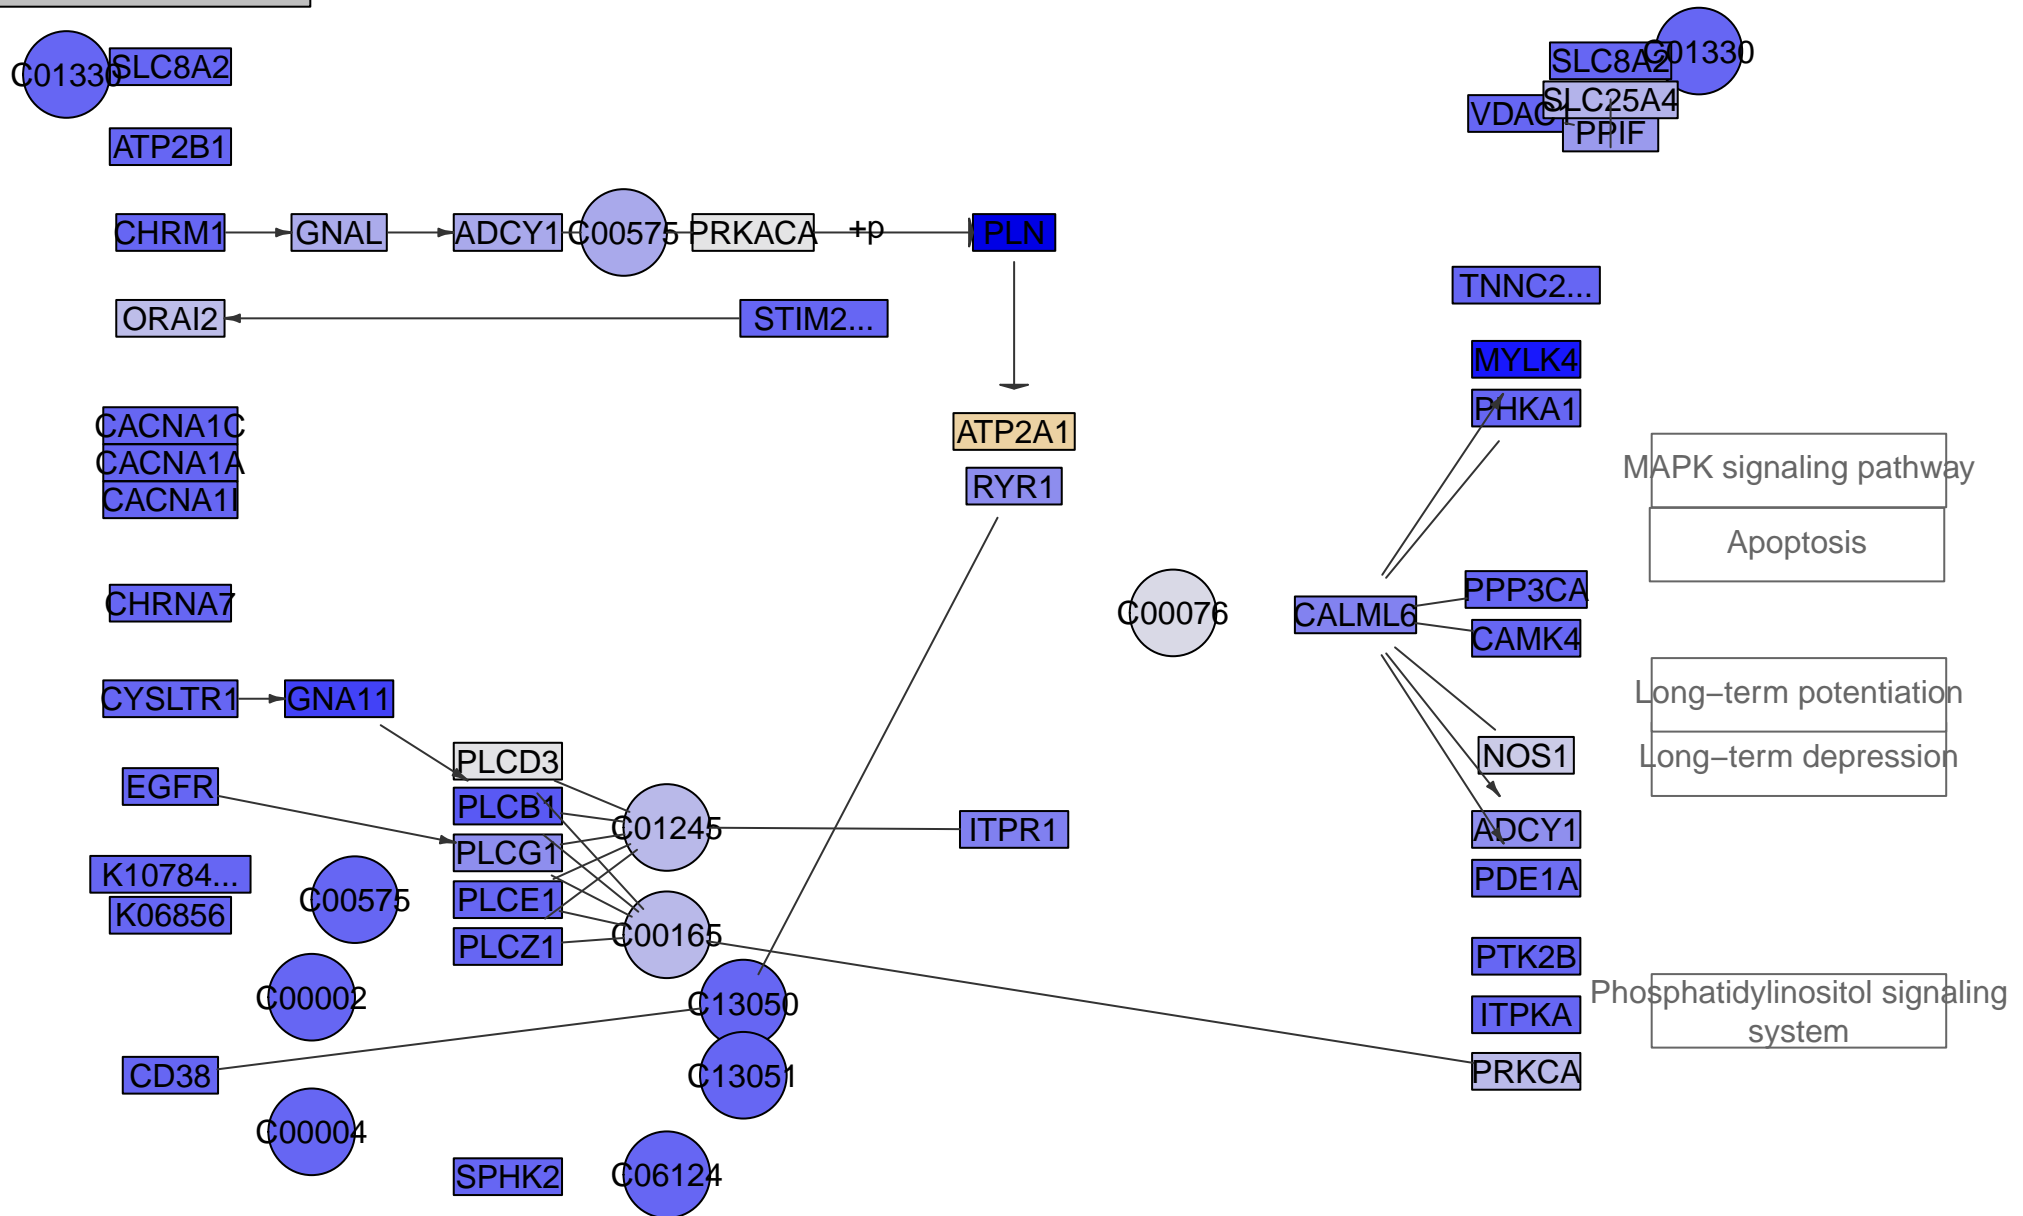 C01330
SLC8A2
SLC8A2
C01330
SLC25A4
VDAC1
PPIF
ATP2B1
CHRM1
GNAL
ADCY1
C00575
PRKACA
+p
PLN
TNNC2...
ORAI2
STIM2...
MYLK4
PHKA1
CACNA1C
CACNA1A
CACNA1I
ATP2A1
RYR1
MAPK signaling pathway
Apoptosis
CHRNA7
C00076
CALML6
PPP3CA
CAMK4
CYSLTR1
GNA11
Long−term potentiation
Long−term depression
NOS1
PLCD3
EGFR
PLCB1
C01245
ITPR1
ADCY1
PLCG1
K10784...
C00575
PLCE1
PDE1A
K06856
C00165
PLCZ1
PTK2B
C00002
C13050
ITPKA
Phosphatidylinositol signaling
system
CD38
C13051
PRKCA
C00004
SPHK2
C06124